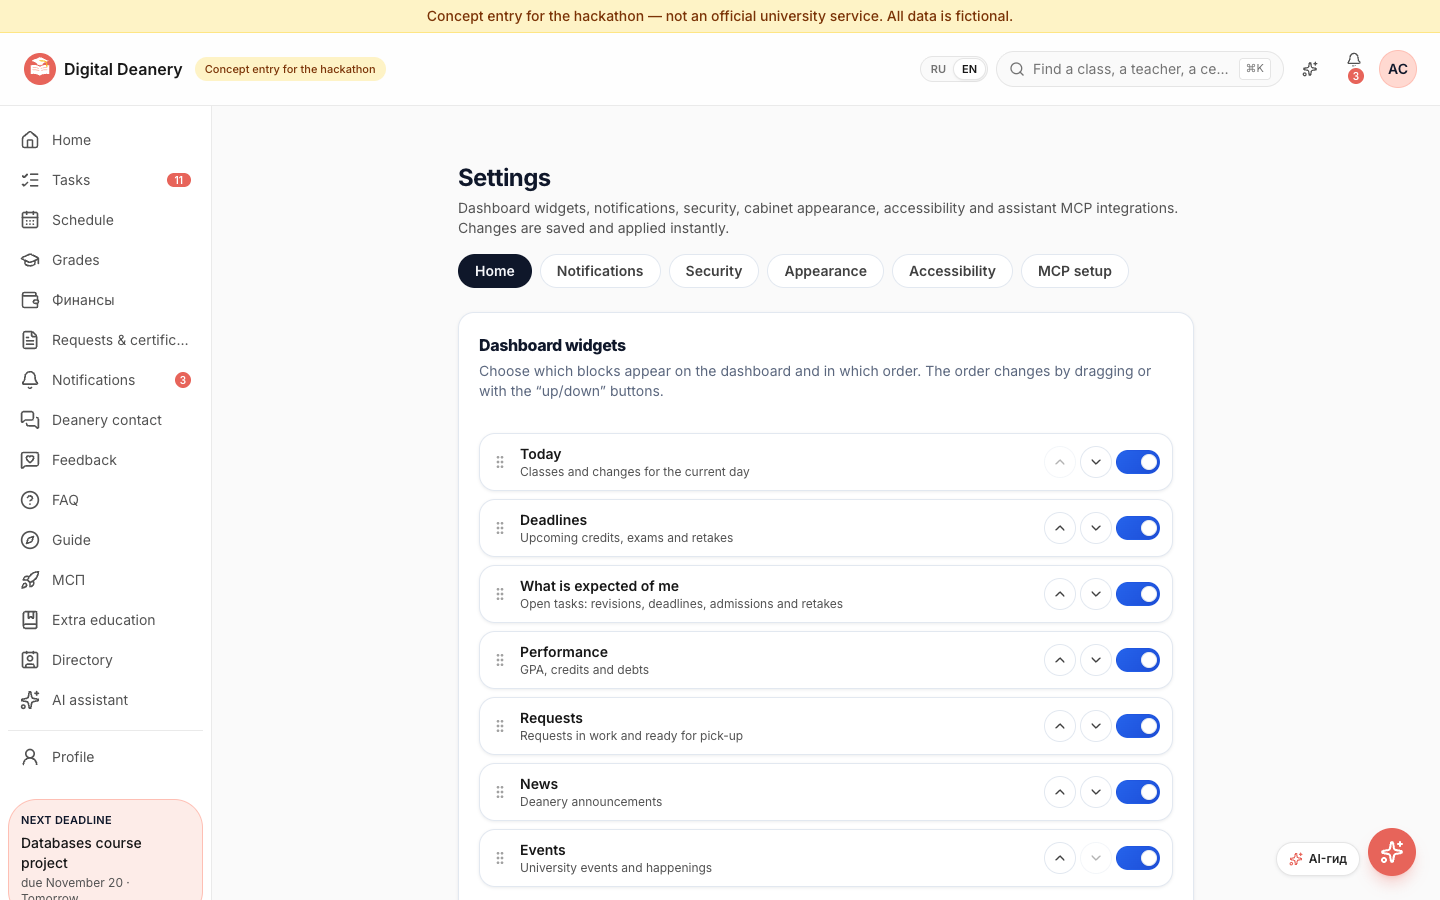 Concept entry for the hackathon — not an official university service. All data is fictional.
Digital Deanery
Concept entry for the hackathon
RU
EN
Find a class, a teacher, a ce...
⌘K
3
AC
Home
Tasks
11
Schedule
Grades
Финансы
Requests & certific...
Notifications
3
Deanery contact
Feedback
FAQ
Guide
МСП
Extra education
Directory
AI assistant
Profile
NEXT DEADLINE
Databases course
project
due November 20 ·
Tomorrow
Settings
Dashboard widgets, notifications, security, cabinet appearance, accessibility and assistant MCP integrations.
Changes are saved and applied instantly.
Home
Notifications
Security
Appearance
Accessibility
MCP setup
Dashboard widgets
Choose which blocks appear on the dashboard and in which order. The order changes by dragging or
with the “up/down” buttons.
Today
Classes and changes for the current day
Deadlines
Upcoming credits, exams and retakes
What is expected of me
Open tasks: revisions, deadlines, admissions and retakes
Performance
GPA, credits and debts
Requests
Requests in work and ready for pick-up
News
Deanery announcements
Events
University events and happenings
AI-гид